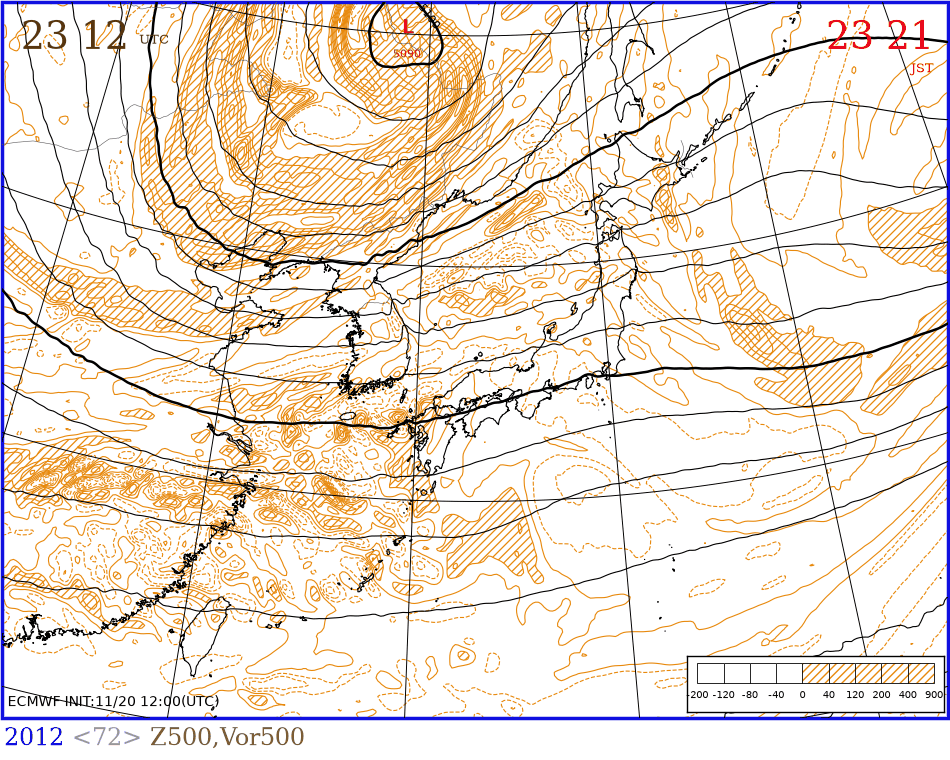 23 12 UTC
23 21
JST
L
5090
-200 -120 -80 -40 0 40 120 200 400 900
ECMWF INIT:11/20 12:00(UTC)
2012 <72> Z500,Vor500